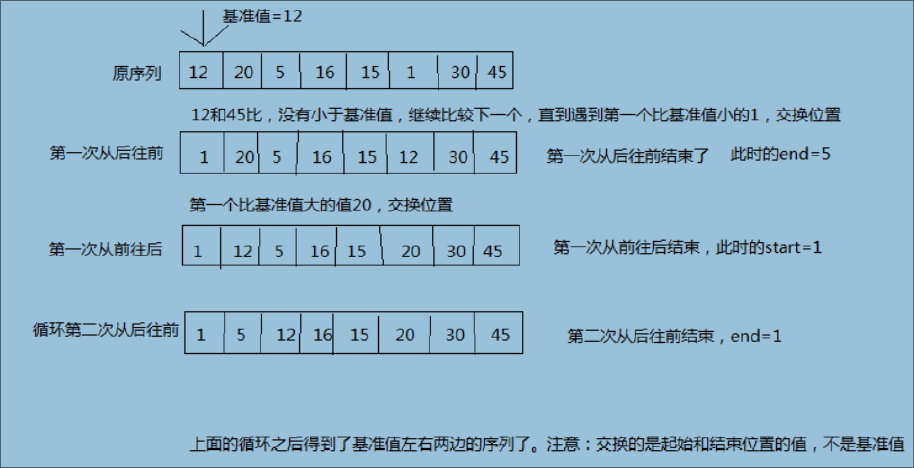 基准值=12
原序列 12 20 5 16 15 1 30 45
12和45比，没有小于基准值，继续比较下一个，直到遇到第一个比基准值小的1，交换位置
第一次从后往前 1 20 5 16 15 12 30 45 第一次从后往前结束了 此时的end=5
第一个比基准值大的值20，交换位置
第一次从前往后 1 12 5 16 15 20 30 45 第一次从前往后结束，此时的start=1
循环第二次从后往前 1 5 12 16 15 20 30 45 第二次从后往前结束，end=1
上面的循环之后得到了基准值左右两边的序列了。注意：交换的是起始和结束位置的值，不是基准值